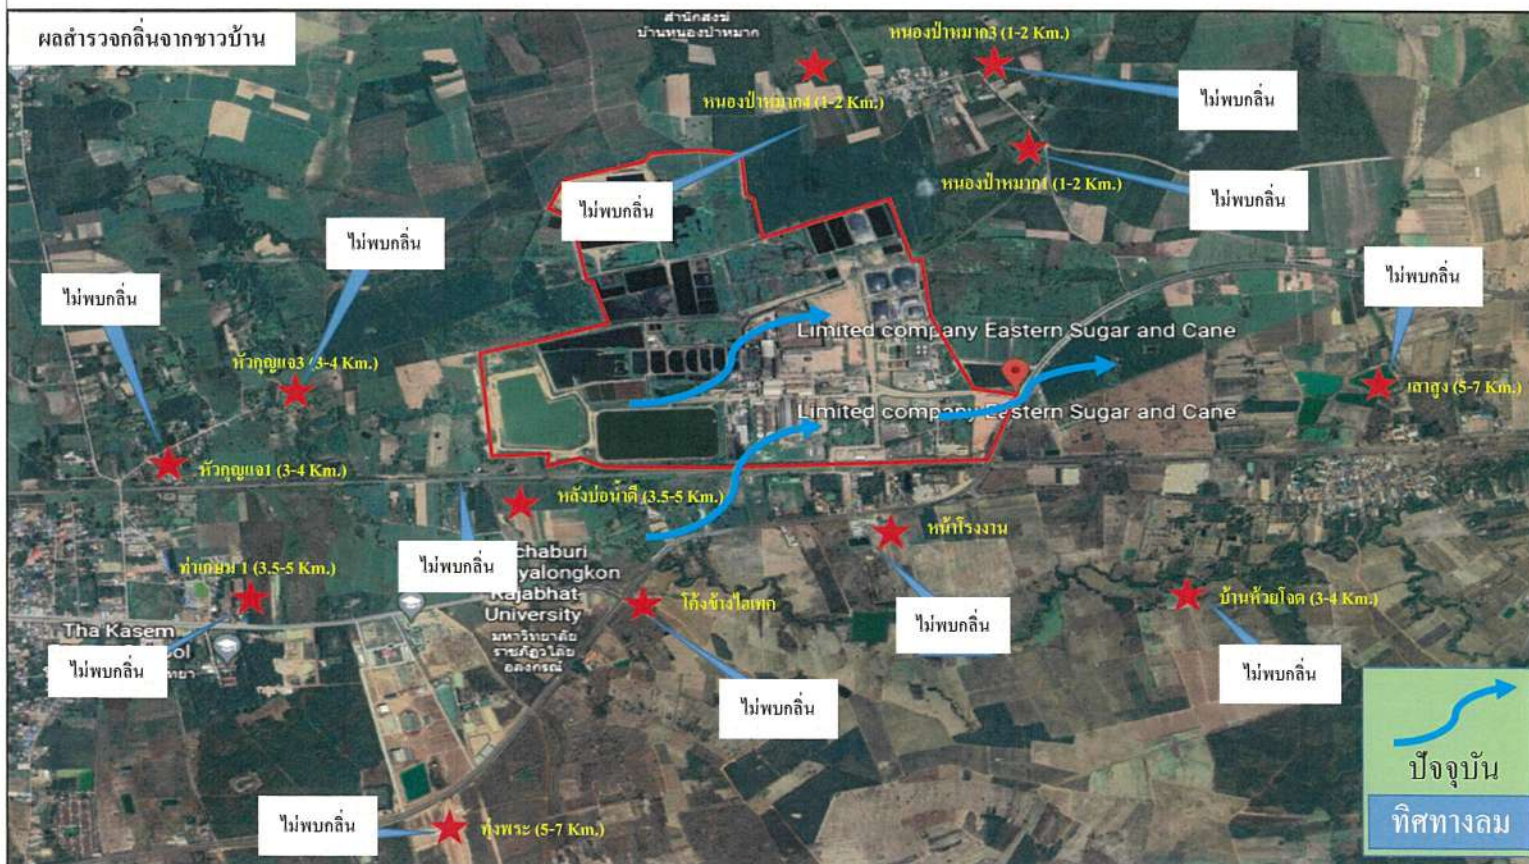 ผลสำรวจกลิ่นจากชาวบ้าน
สำนักสงฆ์
บ้านหนองป่าหมาก
หนองป่าหมาก3 (1-2 Km.)
ไม่พบกลิ่น
หนองป่าหมาก4 (1-2 Km.)
หนองป่าหมาก1 (1-2 Km.)
ไม่พบกลิ่น
ไม่พบกลิ่น
ไม่พบกลิ่น
ไม่พบกลิ่น
ไม่พบกลิ่น
Limited company Eastern Sugar and Cane
หัวกุญแจ3 (3-4 Km.)
เลาสูง (5-7 Km.)
Limited company Eastern Sugar and Cane
หัวกุญแจ1 (3-4 Km.)
หลังบ่อน้ำดี (3.5-5 Km.)
หน้าโรงงาน
ไม่พบกลิ่น
chaburi
yalongkon
Rajabhat
University
มหาวิทยาลัย
ราชภัฏวไลย
อลงกรณ์
ท่าเกษม 1 (3.5-5 Km.)
โค้งช้างไฮเทค
บ้านห้วยโจด (3-4 Km.)
Tha Kasem
ไม่พบกลิ่น
ไม่พบกลิ่น
ไม่พบกลิ่น
ไม่พบกลิ่น
ไม่พบกลิ่น
ทุ่งพระ (5-7 Km.)
ปัจจุบัน
ทิศทางลม